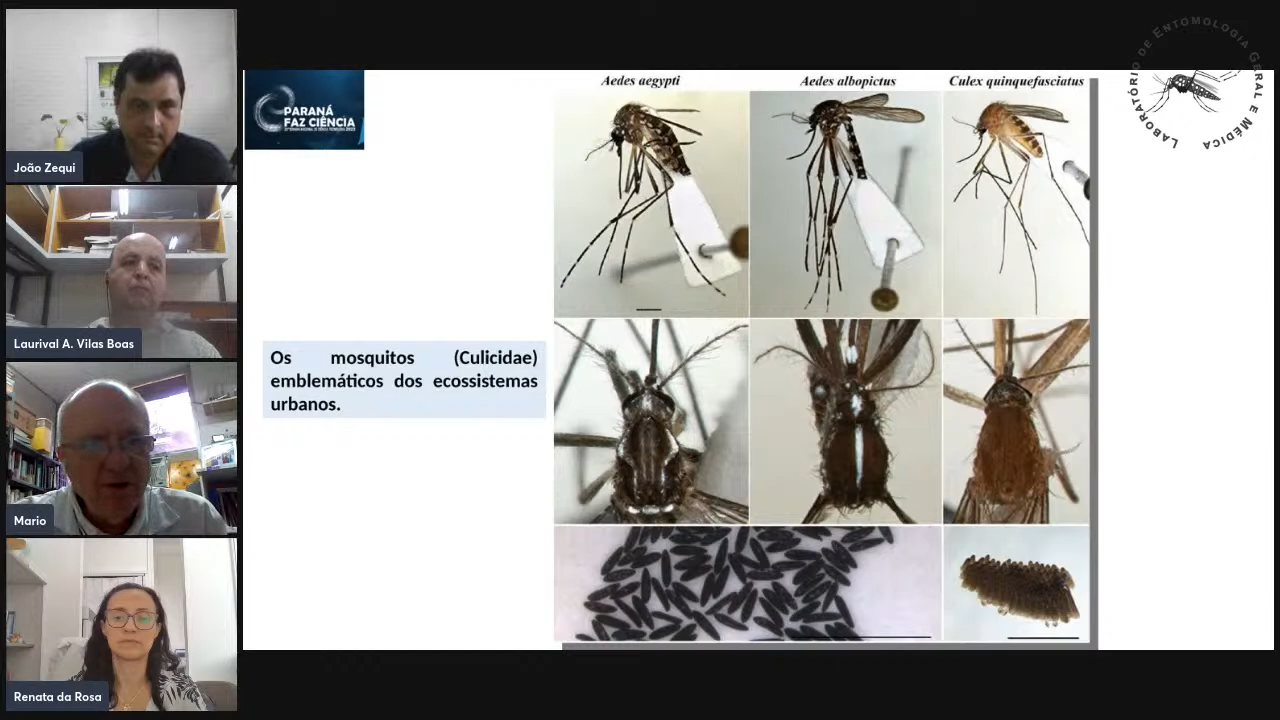 João Zequi
Laurival A. Vilas Boas
Mario
Renata da Rosa
PARANÁ
FAZ CIÊNCIA
Os mosquitos (Culicidae)
emblemáticos dos ecossistemas
urbanos.
Aedes aegypti
Aedes albopictus
Culex quinquefasciatus
LABORATÓRIO DE ENTOMOLOGIA GERAL E MÉDICA